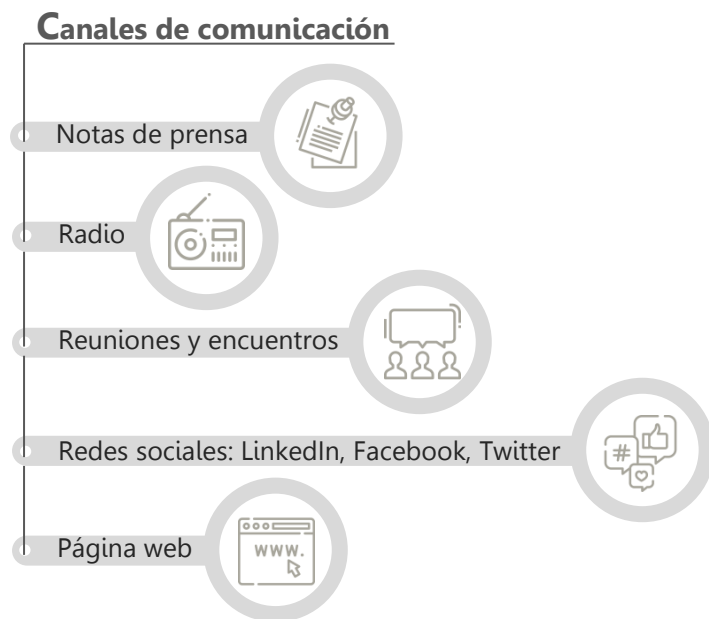 Canales de comunicación
Notas de prensa
Radio
Reuniones y encuentros
Redes sociales: LinkedIn, Facebook, Twitter
#
Página web
www.